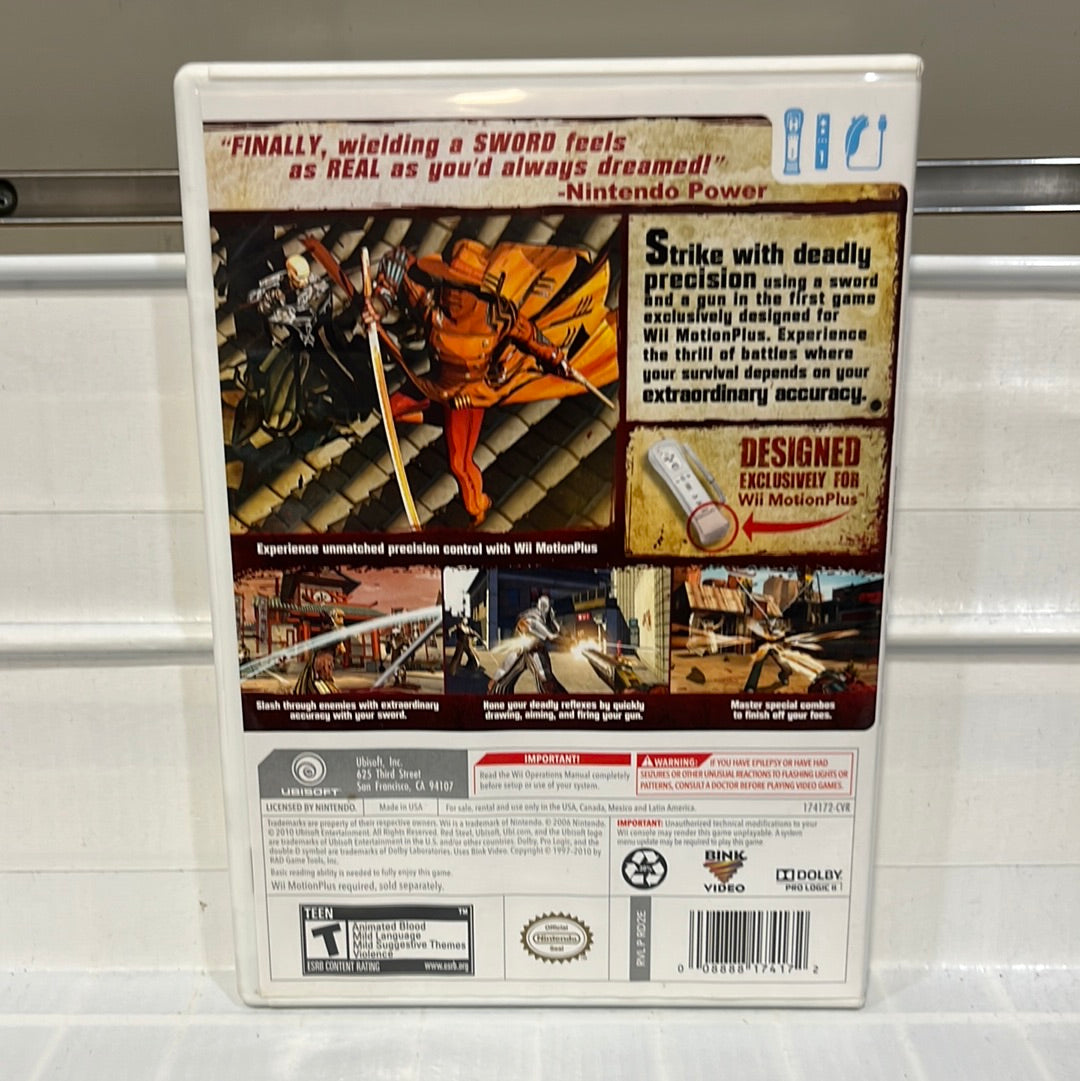 "FINALLY, wielding a SWORD feels
as REAL as you'd always dreamed!"
-Nintendo Power
Strike with deadly
precision using a sword
and a gun in the first game
exclusively designed for
Wii MotionPlus. Experience
the thrill of battles where
your survival depends on your
extraordinary accuracy.
DESIGNED
EXCLUSIVELY FOR
Wii MotionPlus™
Experience unmatched precision control with Wii MotionPlus
Slash through enemies with extraordinary
accuracy with your sword.
Hone your deadly reflexes by quickly
drawing, aiming, and firing your gun.
Master special combos
to finish off your foes.
UBISOFT
Ubisoft, Inc.
625 Third Street
San Francisco, CA 94107
IMPORTANT!
Read the Wii Operations Manual completely
before setup or use of your system.
WARNING: IF YOU HAVE EPILEPSY OR HAVE HAD
SEIZURES OR OTHER UNUSUAL REACTIONS TO FLASHING LIGHTS OR
PATTERNS, CONSULT A DOCTOR BEFORE PLAYING VIDEO GAMES.
LICENSED BY NINTENDO.
Made in USA
For sale, rental and use only in the USA, Canada, Mexico and Latin America.
174172-CVR
Trademarks are property of their respective owners. Wii is a trademark of Nintendo. © 2006 Nintendo.
© 2010 Ubisoft Entertainment. All Rights Reserved. Red Steel, Ubisoft, Ubi.com, and the Ubisoft logo
are trademarks of Ubisoft Entertainment in the U.S. and/or other countries. Dolby, Pro Logic, and the
double-D symbol are trademarks of Dolby Laboratories. Uses Bink Video. Copyright © 1997-2010 by
RAD Game Tools, Inc.
Basic reading ability is needed to fully enjoy this game.
Wii MotionPlus required, sold separately.
IMPORTANT: Unauthorized technical modifications to your
Wii console may render this game unplayable. A system
menu update may be required to play this game.
BINK
VIDEO
DOLBY
PRO LOGIC II
TEEN ™
T
Animated Blood
Mild Language
Mild Suggestive Themes
Violence
ESRB CONTENT RATING www.esrb.org
Official
Nintendo
Seal
RVL P RD2E
0 08888 17417 2